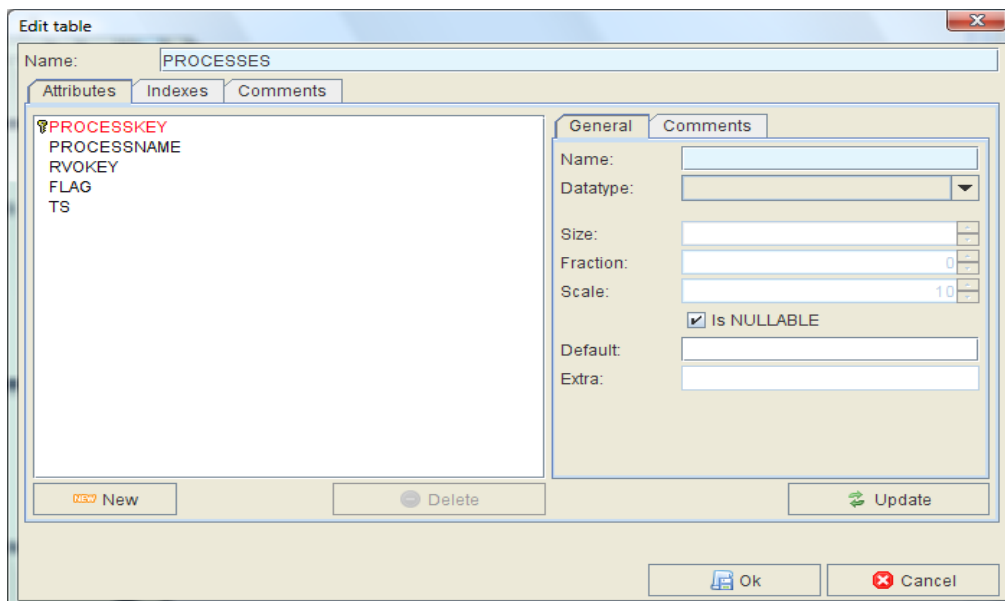 Edit table
Name: PROCESSES
Attributes Indexes Comments
PROCESSKEY
PROCESSNAME
RVOKEY
FLAG
TS
General Comments
Name:
Datatype:
Size:
Fraction: 0
Scale: 10
Is NULLABLE
Default:
Extra:
NEW New
Delete
Update
Ok
Cancel